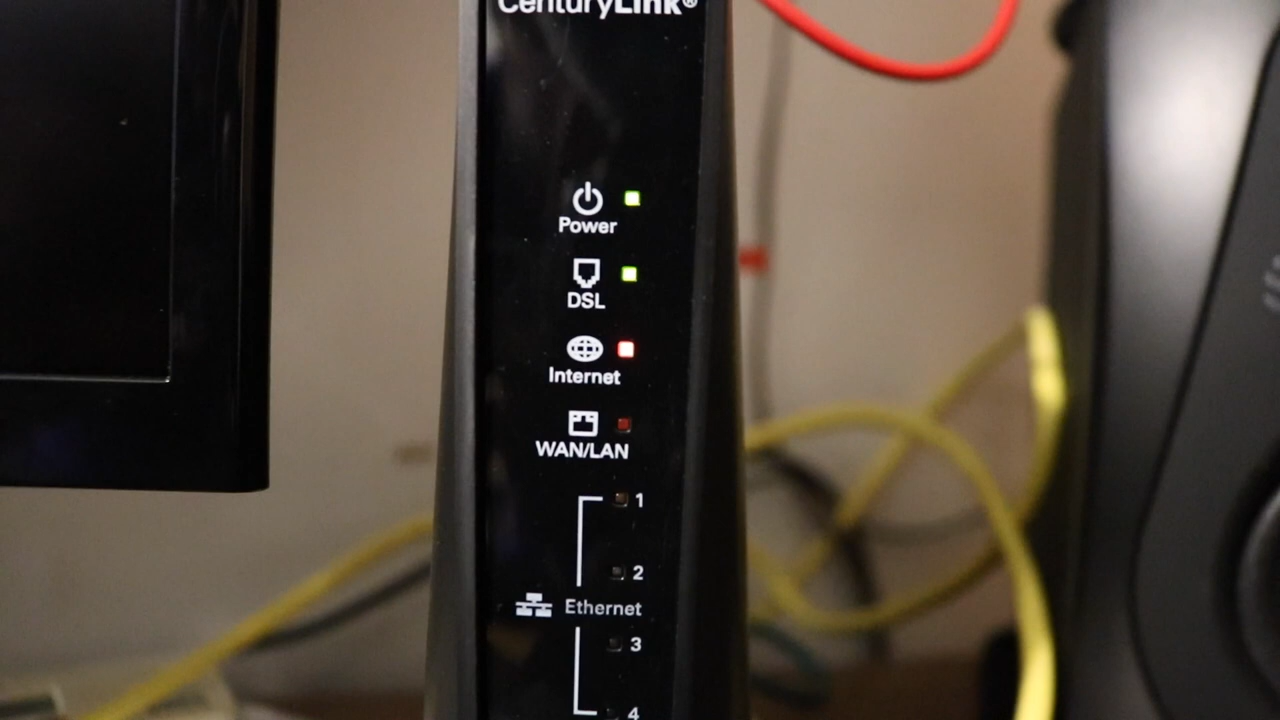 CenturyLink®
Power
DSL
Internet
WAN/LAN
1
2
Ethernet
3
4